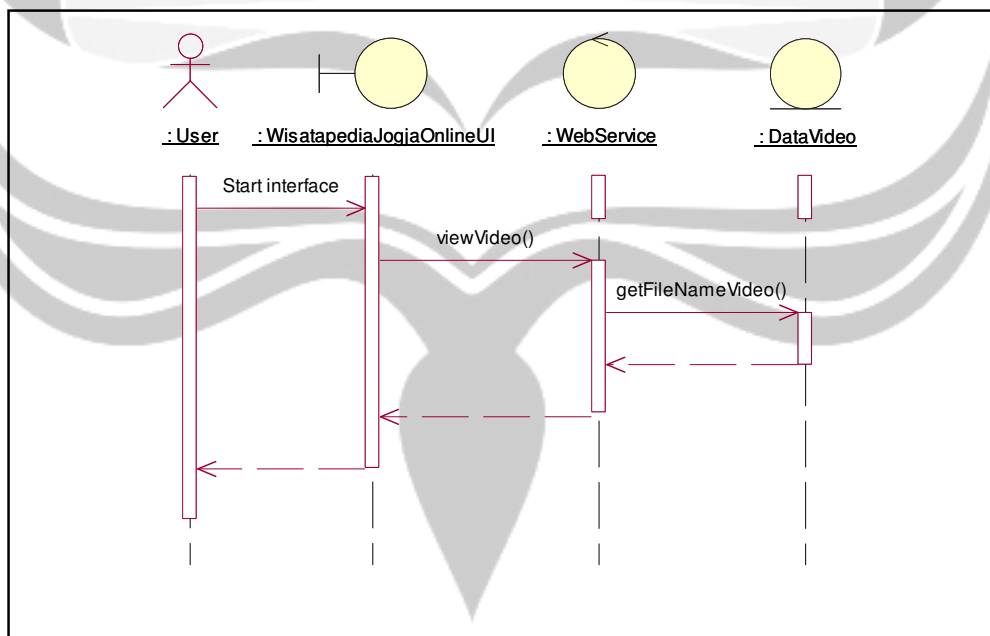 : User
: WisatapediaJogjaOnlineUI
: WebService
: DataVideo
Start interface
viewVideo()
getFileNameVideo()